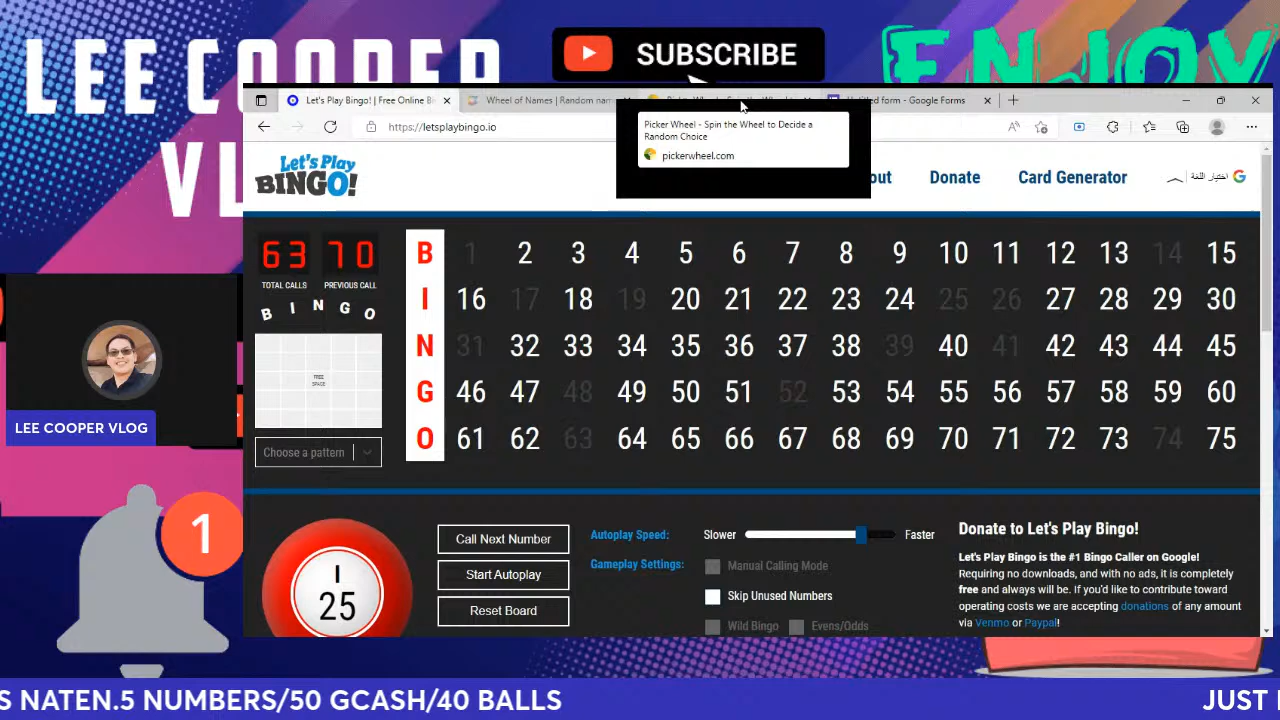 LEE COOPER
VLOG
SUBSCRIBE
ENJOY
Let's Play Bingo! | Free Online B
Wheel of Names | Random nam
Untitled form - Google Forms
https://letsplaybingo.io
Picker Wheel - Spin the Wheel to Decide a
Random Choice
pickerwheel.com
Let's Play
BINGO!
out
Donate
Card Generator
اختيار اللغة
63 70
TOTAL CALLS PREVIOUS CALL
B I N G O
FREE
SPACE
Choose a pattern
B 1 2 3 4 5 6 7 8 9 10 11 12 13 14 15
I 16 17 18 19 20 21 22 23 24 25 26 27 28 29 30
N 31 32 33 34 35 36 37 38 39 40 41 42 43 44 45
G 46 47 48 49 50 51 52 53 54 55 56 57 58 59 60
O 61 62 63 64 65 66 67 68 69 70 71 72 73 74 75
LEE COOPER VLOG
1
I
25
Call Next Number
Start Autoplay
Reset Board
Autoplay Speed: Slower Faster
Gameplay Settings: Manual Calling Mode
Skip Unused Numbers
Wild Bingo Evens/Odds
Donate to Let's Play Bingo!
Let's Play Bingo is the #1 Bingo Caller on Google!
Requiring no downloads, and with no ads, it is completely
free and always will be. If you'd like to contribute toward
operating costs we are accepting donations of any amount
via Venmo or Paypal!
S NATEN.5 NUMBERS/50 GCASH/40 BALLS
JUST